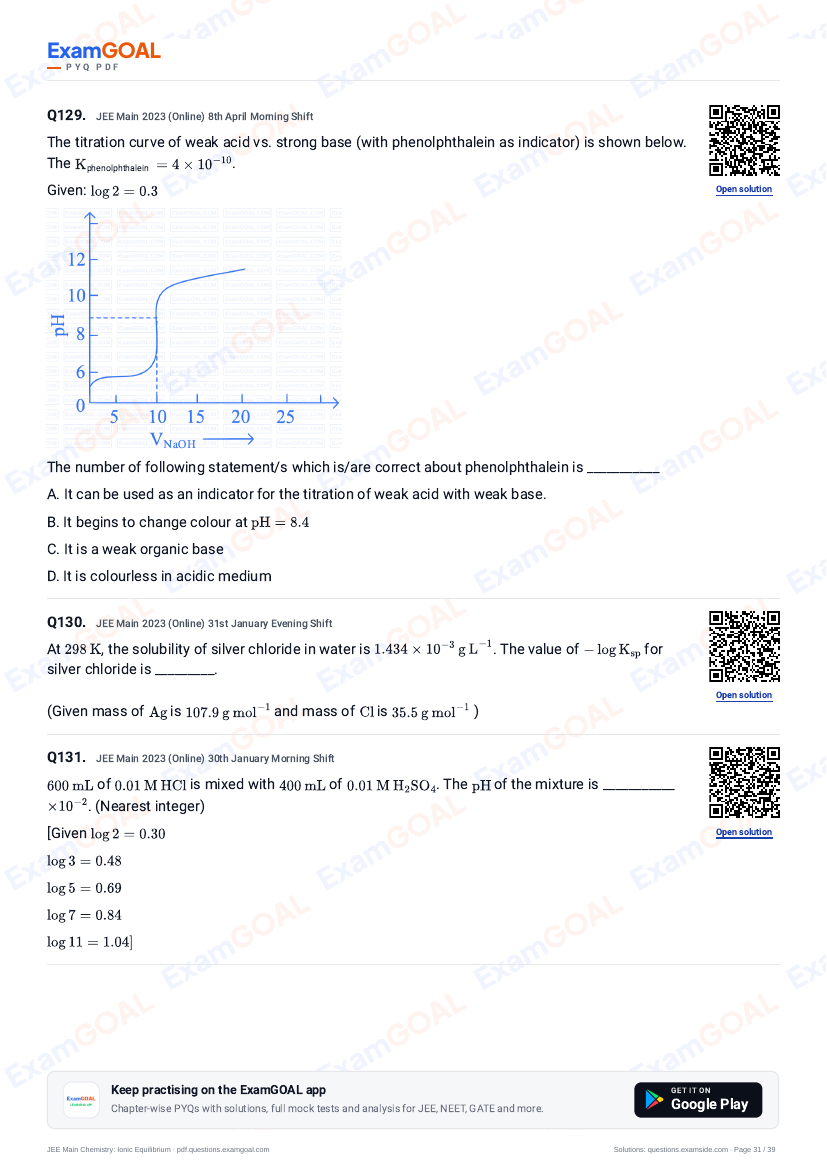 ExamGOAL
PYQ PDF
Q129. JEE Main 2023 (Online) 8th April Morning Shift
The titration curve of weak acid vs. strong base (with phenolphthalein as indicator) is shown below.
The K_phenolphthalein = 4 × 10^−10.
Given: log 2 = 0.3
Open solution
12
10
8
6
0
pH
5 10 15 20 25
V_NaOH
The number of following statement/s which is/are correct about phenolphthalein is ___________
A. It can be used as an indicator for the titration of weak acid with weak base.
B. It begins to change colour at pH = 8.4
C. It is a weak organic base
D. It is colourless in acidic medium
Q130. JEE Main 2023 (Online) 31st January Evening Shift
At 298 K, the solubility of silver chloride in water is 1.434 × 10^−3 g L^−1. The value of − log K_sp for
silver chloride is _________.
(Given mass of Ag is 107.9 g mol^−1 and mass of Cl is 35.5 g mol^−1 )
Open solution
Q131. JEE Main 2023 (Online) 30th January Morning Shift
600 mL of 0.01 M HCl is mixed with 400 mL of 0.01 M H₂SO₄. The pH of the mixture is ___________
×10^−2. (Nearest integer)
[Given log 2 = 0.30
log 3 = 0.48
log 5 = 0.69
log 7 = 0.84
log 11 = 1.04]
Open solution
ExamGOAL
Keep practising on the ExamGOAL app
Chapter-wise PYQs with solutions, full mock tests and analysis for JEE, NEET, GATE and more.
GET IT ON
Google Play
JEE Main Chemistry: Ionic Equilibrium · pdf.questions.examgoal.com
Solutions: questions.examside.com · Page 31 / 39